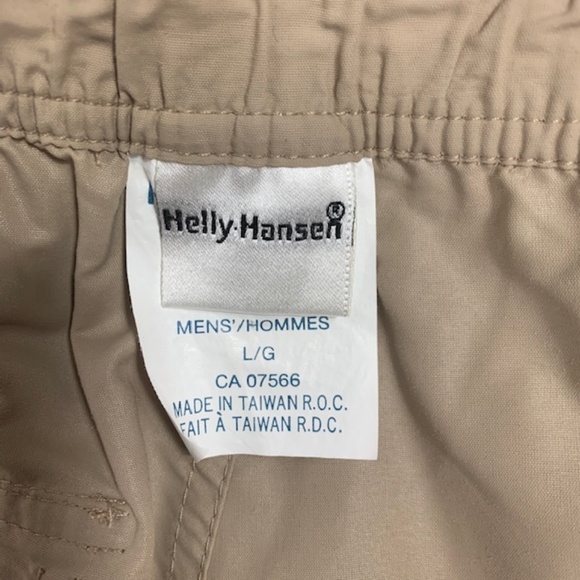 Helly·Hansen®
MENS'/HOMMES
L/G
CA 07566
MADE IN TAIWAN R.O.C.
FAIT À TAIWAN R.D.C.